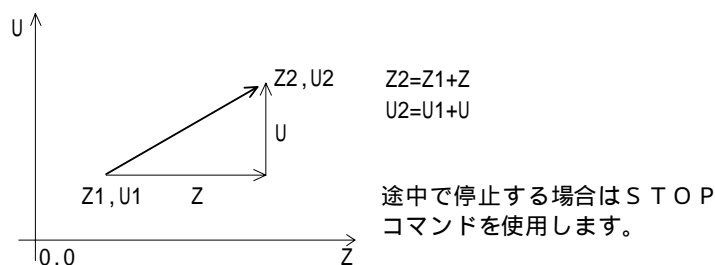 U
Z2,U2
Z2=Z1+Z
U2=U1+U
U
Z1,U1
Z
途中で停止する場合はＳＴＯＰ
コマンドを使用します。
0.0
Z